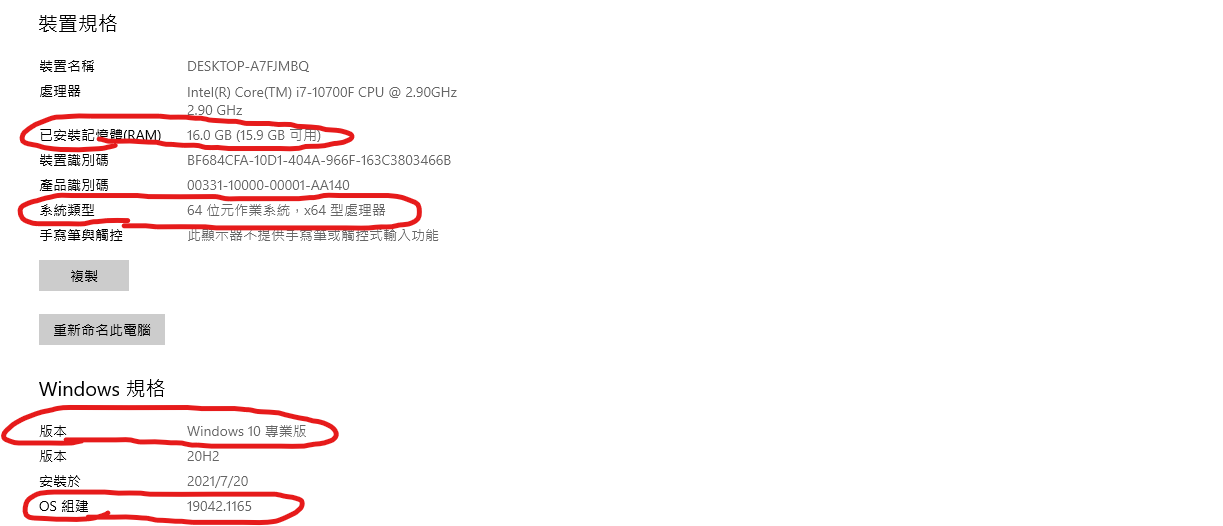 裝置規格
裝置名稱 DESKTOP-A7FJMBQ
處理器 Intel(R) Core(TM) i7-10700F CPU @ 2.90GHz
2.90 GHz
已安裝記憶體(RAM) 16.0 GB (15.9 GB 可用)
裝置識別碼 BF684CFA-10D1-404A-966F-163C3803466B
產品識別碼 00331-10000-00001-AA140
系統類型 64 位元作業系統，x64 型處理器
手寫筆與觸控 此顯示器不提供手寫筆或觸控式輸入功能
複製
重新命名此電腦
Windows 規格
版本 Windows 10 專業版
版本 20H2
安裝於 2021/7/20
OS 組建 19042.1165